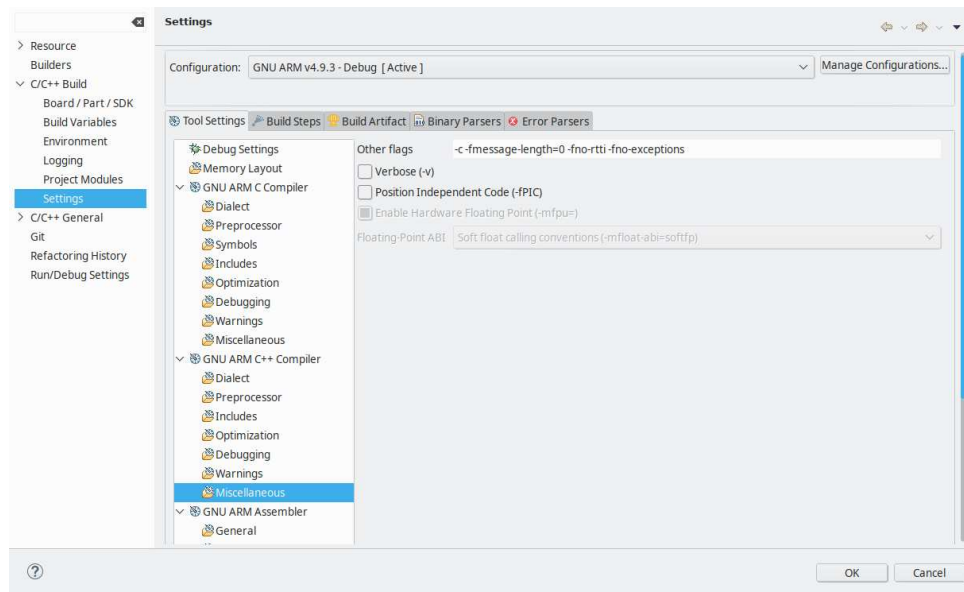 Settings
Resource
Builders
C/C++ Build
Board / Part / SDK
Build Variables
Environment
Logging
Project Modules
Settings
C/C++ General
Git
Refactoring History
Run/Debug Settings
Configuration: GNU ARM v4.9.3 - Debug [ Active ] Manage Configurations...
Tool Settings Build Steps Build Artifact Binary Parsers Error Parsers
Debug Settings
Memory Layout
GNU ARM C Compiler
Dialect
Preprocessor
Symbols
Includes
Optimization
Debugging
Warnings
Miscellaneous
GNU ARM C++ Compiler
Dialect
Preprocessor
Includes
Optimization
Debugging
Warnings
Miscellaneous
GNU ARM Assembler
General
Other flags -c -fmessage-length=0 -fno-rtti -fno-exceptions
Verbose (-v)
Position Independent Code (-fPIC)
Enable Hardware Floating Point (-mfpu=)
Floating-Point ABI Soft float calling conventions (-mfloat-abi=softfp)
OK Cancel